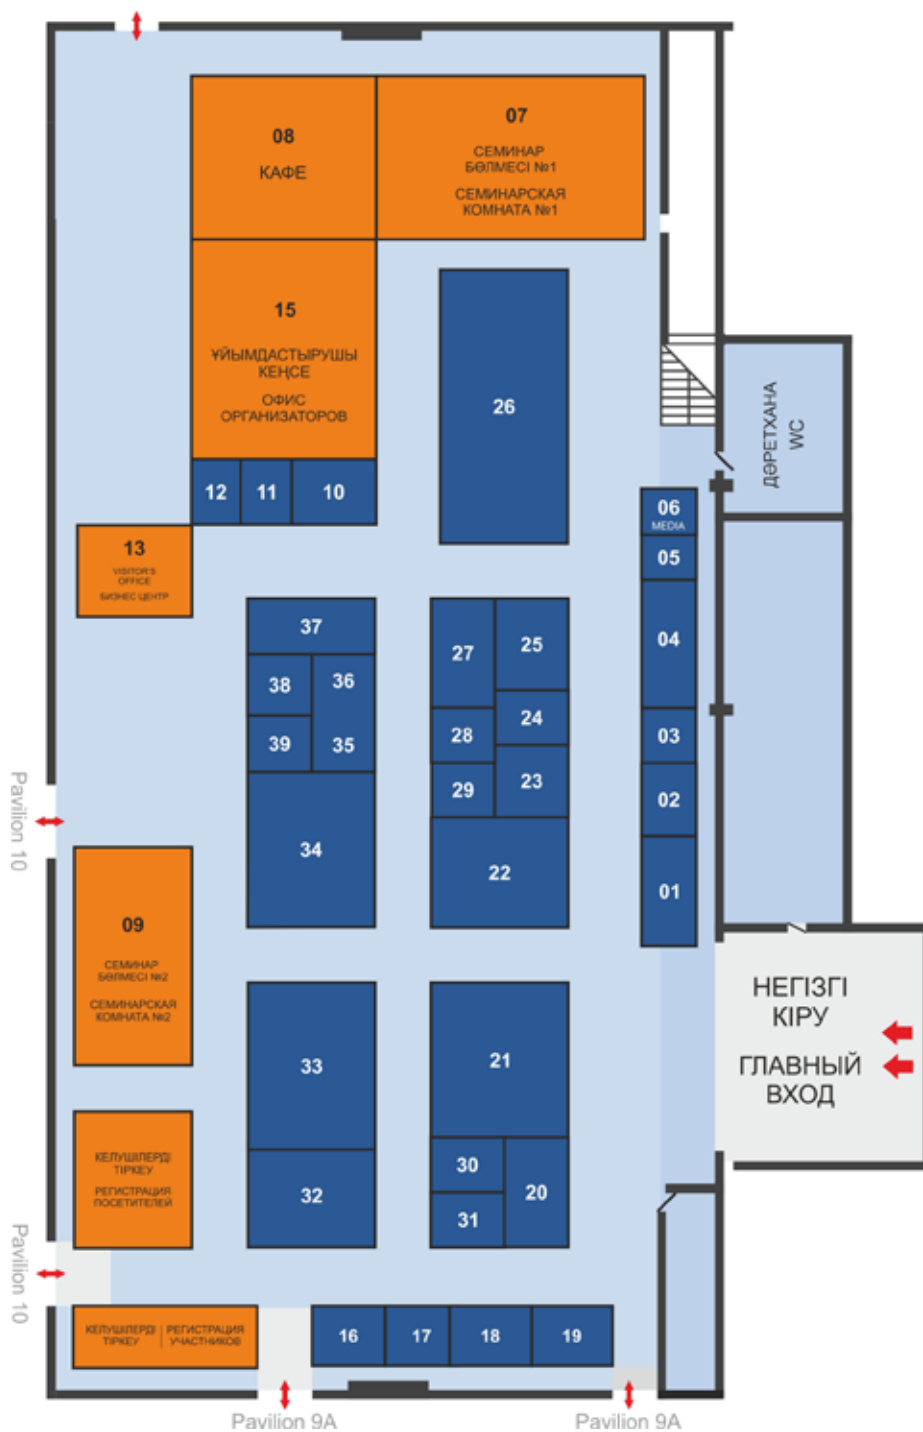 08
КАФЕ
07
СЕМИНАР
БӨЛМЕСІ №1
СЕМИНАРСКАЯ
КОМНАТА №1
15
ҰЙЫМДАСТЫРУШЫ
КЕҢСЕ
ОФИС
ОРГАНИЗАТОРОВ
26
ДӘРЕТХАНА
WC
12
11
10
06
MEDIA
05
13
VISITOR'S
OFFICE
БИЗНЕС ЦЕНТР
37
27
25
04
38
36
28
24
03
39
35
29
23
02
Pavilion 10
34
22
01
09
СЕМИНАР
БӨЛМЕСІ №2
СЕМИНАРСКАЯ
КОМНАТА №2
НЕГІЗГІ
КІРУ
ГЛАВНЫЙ
ВХОД
33
21
КЕЛУШІЛЕРДІ
ТІРКЕУ
РЕГИСТРАЦИЯ
ПОСЕТИТЕЛЕЙ
30
20
32
31
Pavilion 10
КЕЛУШІЛЕРДІ
ТІРКЕУ
РЕГИСТРАЦИЯ
УЧАСТНИКОВ
16
17
18
19
Pavilion 9A
Pavilion 9A